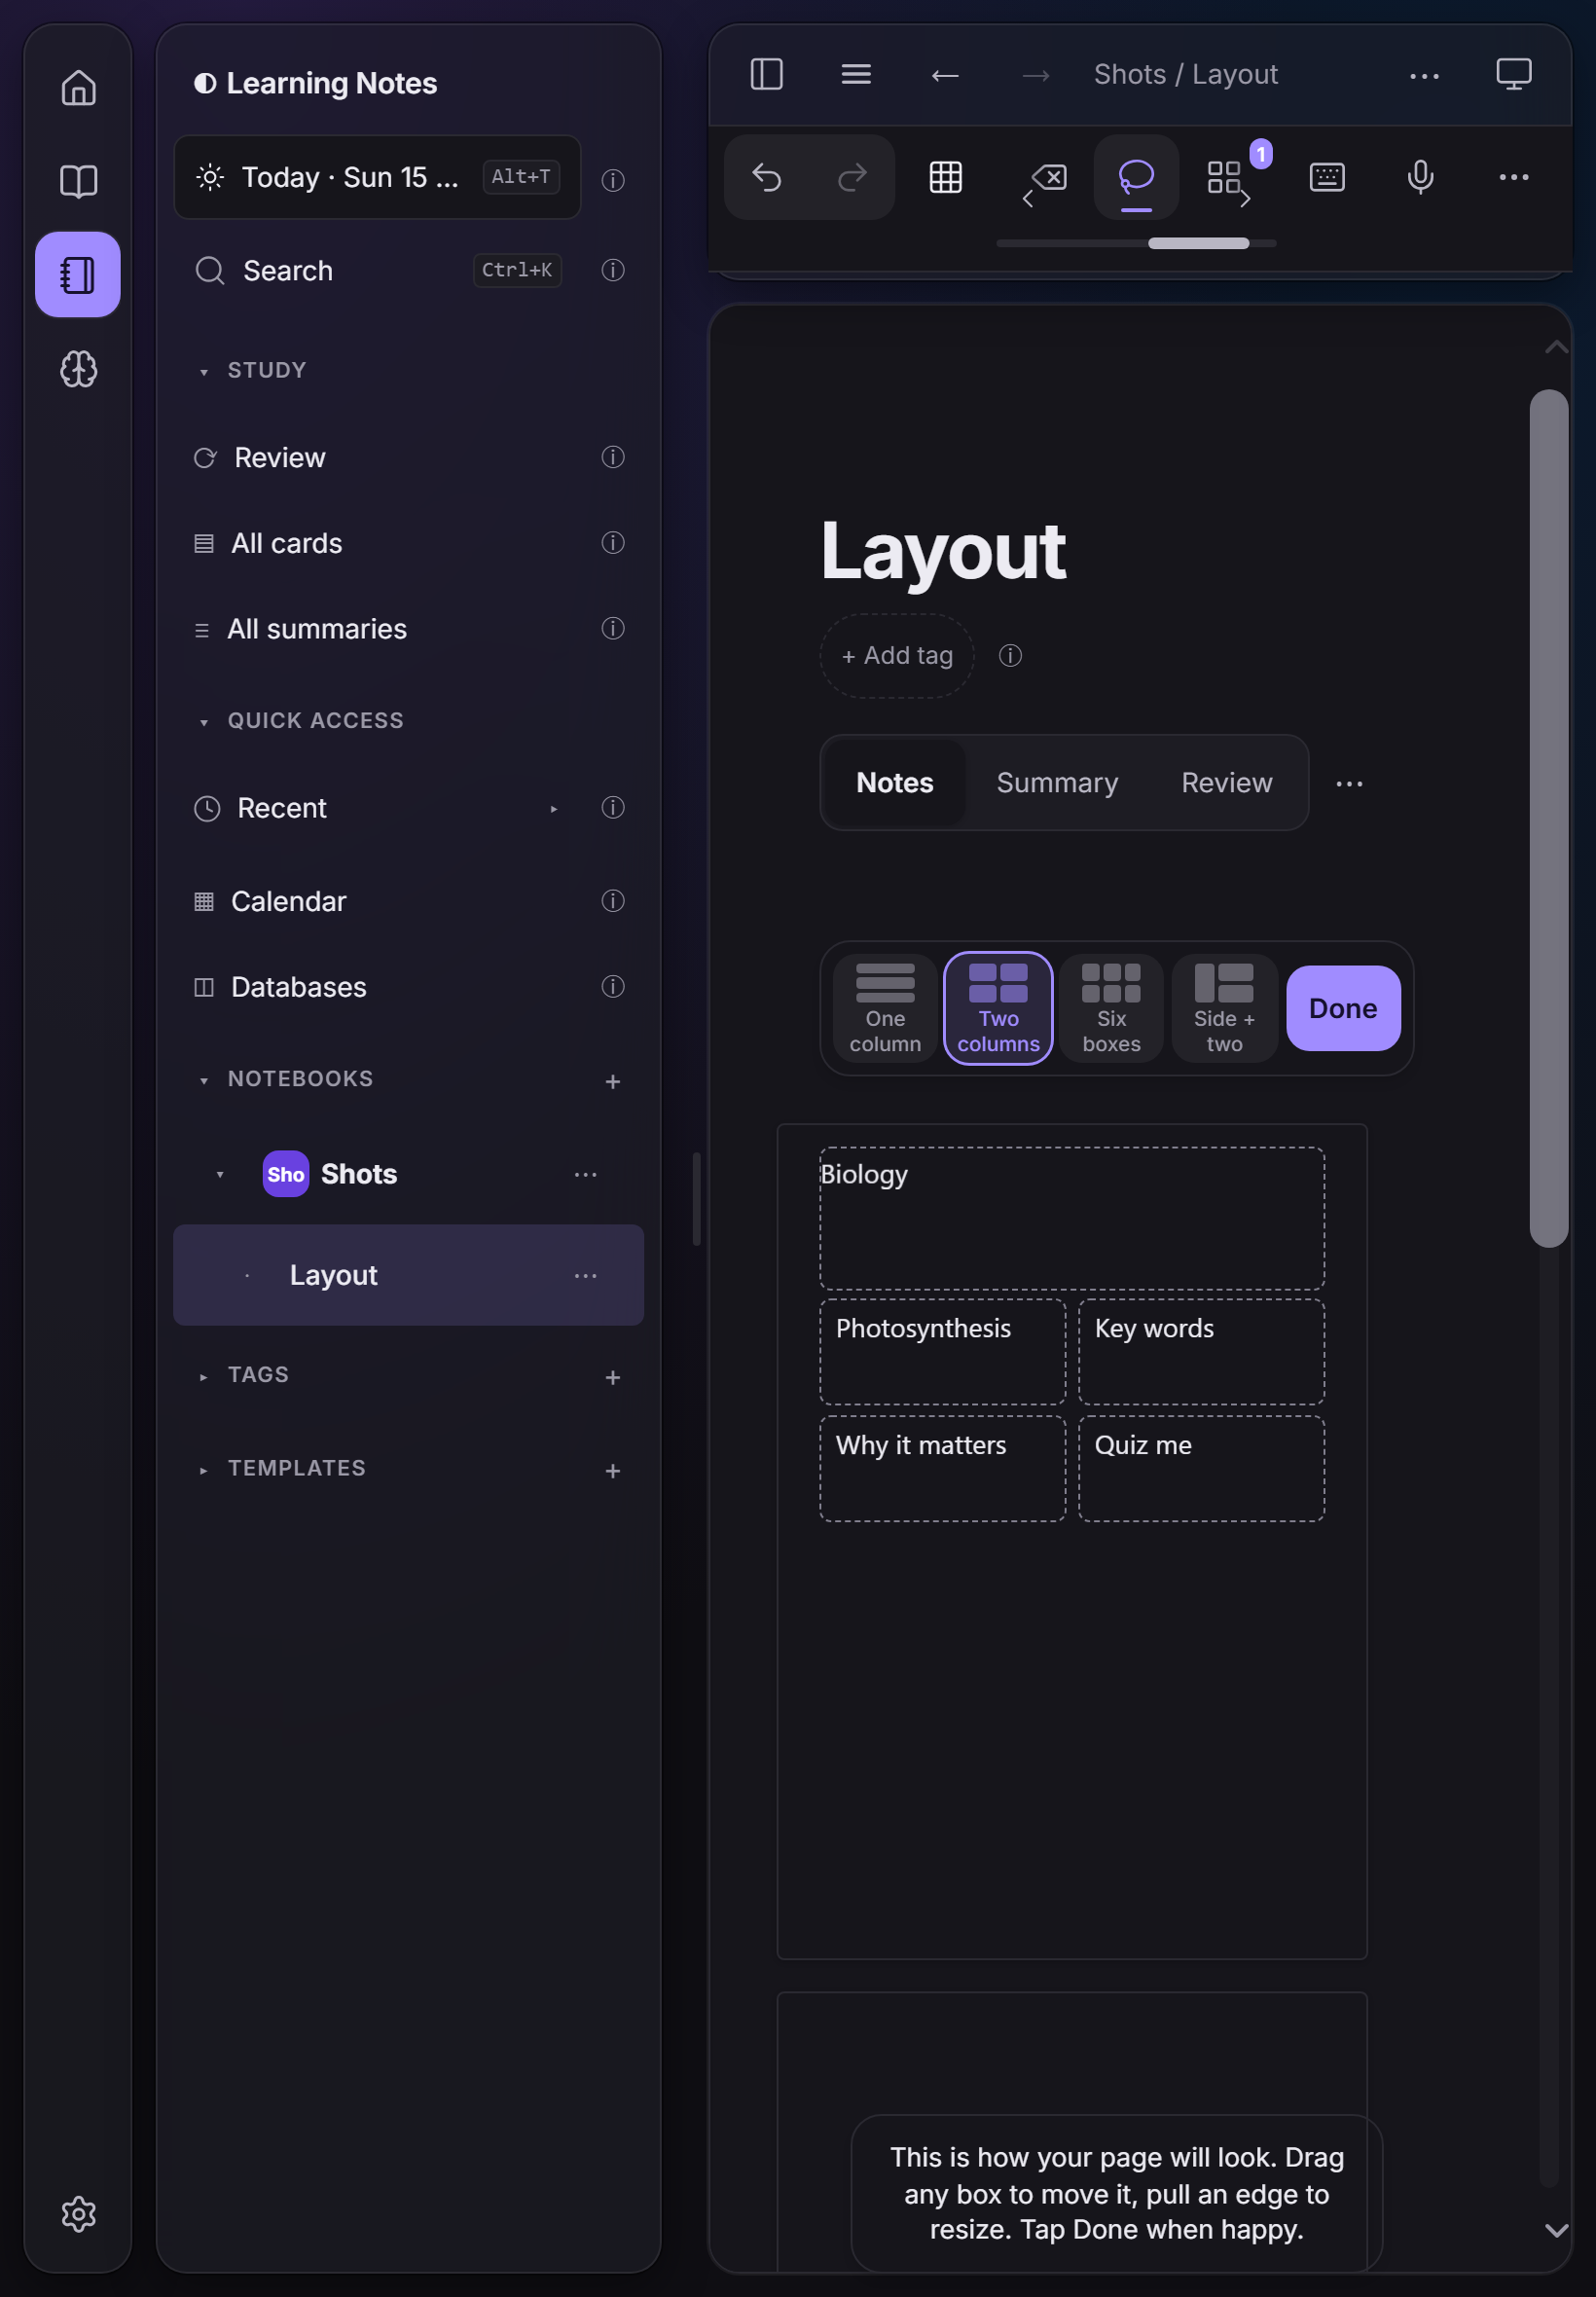 Learning Notes
Today · Sun 15 ... Alt+T
Search Ctrl+K
STUDY
Review
All cards
All summaries
QUICK ACCESS
Recent
Calendar
Databases
NOTEBOOKS
Sho Shots
Layout
TAGS
TEMPLATES
Shots / Layout
1
Layout
+ Add tag
Notes Summary Review
One column
Two columns
Six boxes
Side + two
Done
Biology
Photosynthesis Key words
Why it matters Quiz me
This is how your page will look. Drag
any box to move it, pull an edge to
resize. Tap Done when happy.